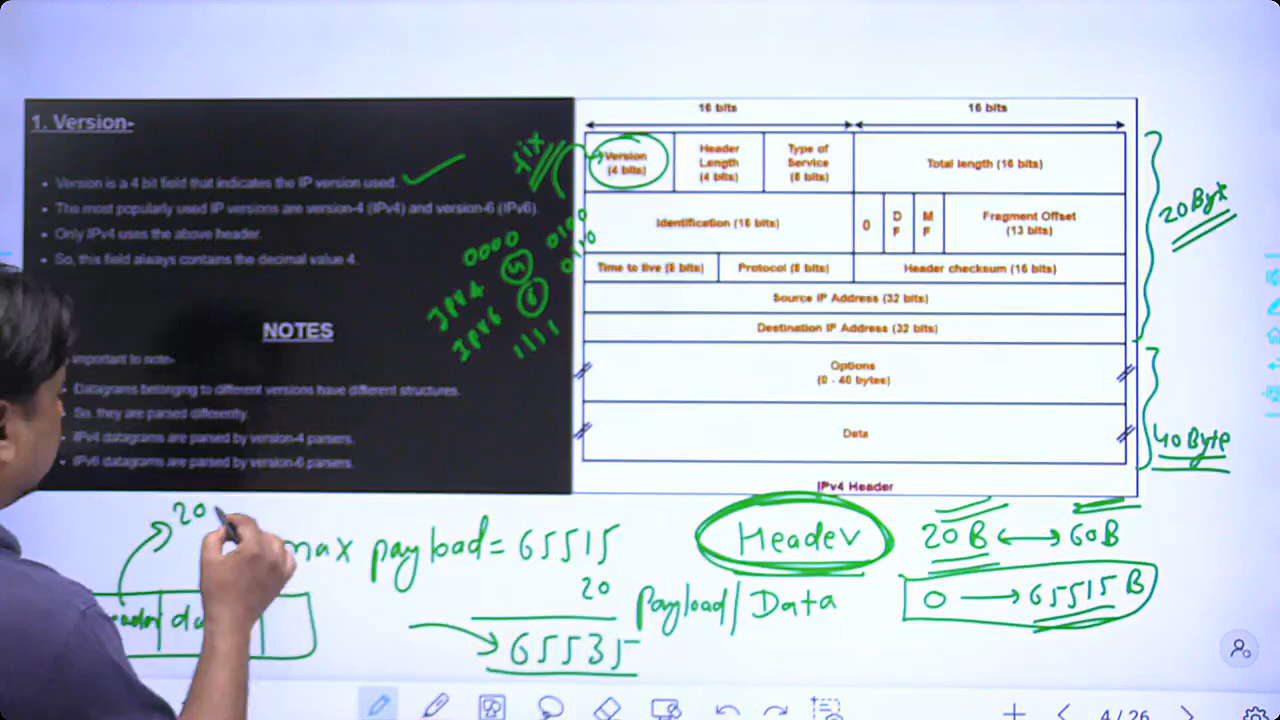 1. Version-
Version is a 4 bit field that indicates the IP version used.
The most popularly used IP versions are version-4 (IPv4) and version-6 (IPv6).
Only IPv4 uses the above header.
So, this field always contains the decimal value 4.
NOTES
important to note-
Datagrams belonging to different versions have different structures.
So, they are parsed differently.
IPv4 datagrams are parsed by version-4 parsers.
IPv6 datagrams are parsed by version-6 parsers.
fix
0000
0100
0110
IPV4 4
IPV6 6
1111
16 bits 16 bits
Version (4 bits)
Header Length (4 bits)
Type of Service (8 bits)
Total length (16 bits)
Identification (16 bits)
0
D F
M F
Fragment Offset (13 bits)
Time to live (8 bits)
Protocol (8 bits)
Header checksum (16 bits)
Source IP Address (32 bits)
Destination IP Address (32 bits)
Options
(0 - 40 bytes)
Data
IPv4 Header
20 Byte
40 Byte
20
max payload = 65515
20
65535
Header 20 B ↔ 60B
Payload / Data 0 → 65515 B
4/26